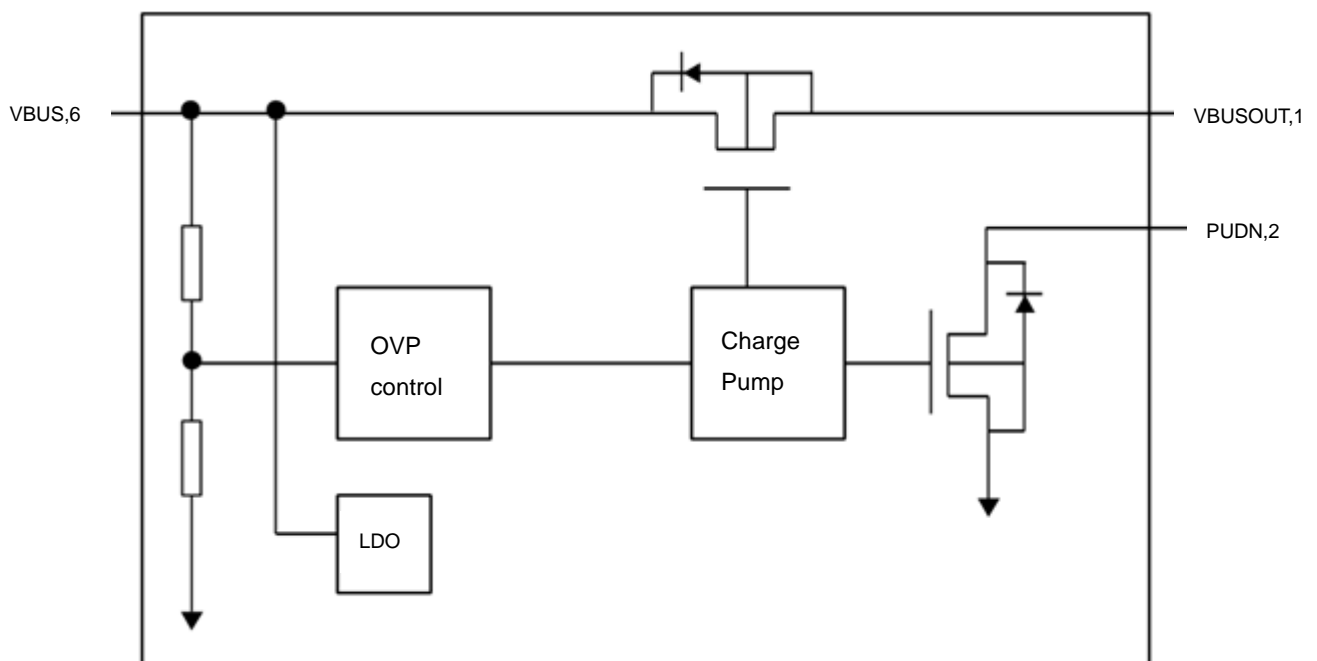 VBUS,6
VBUSOUT,1
PUDN,2
OVP
control
Charge
Pump
LDO